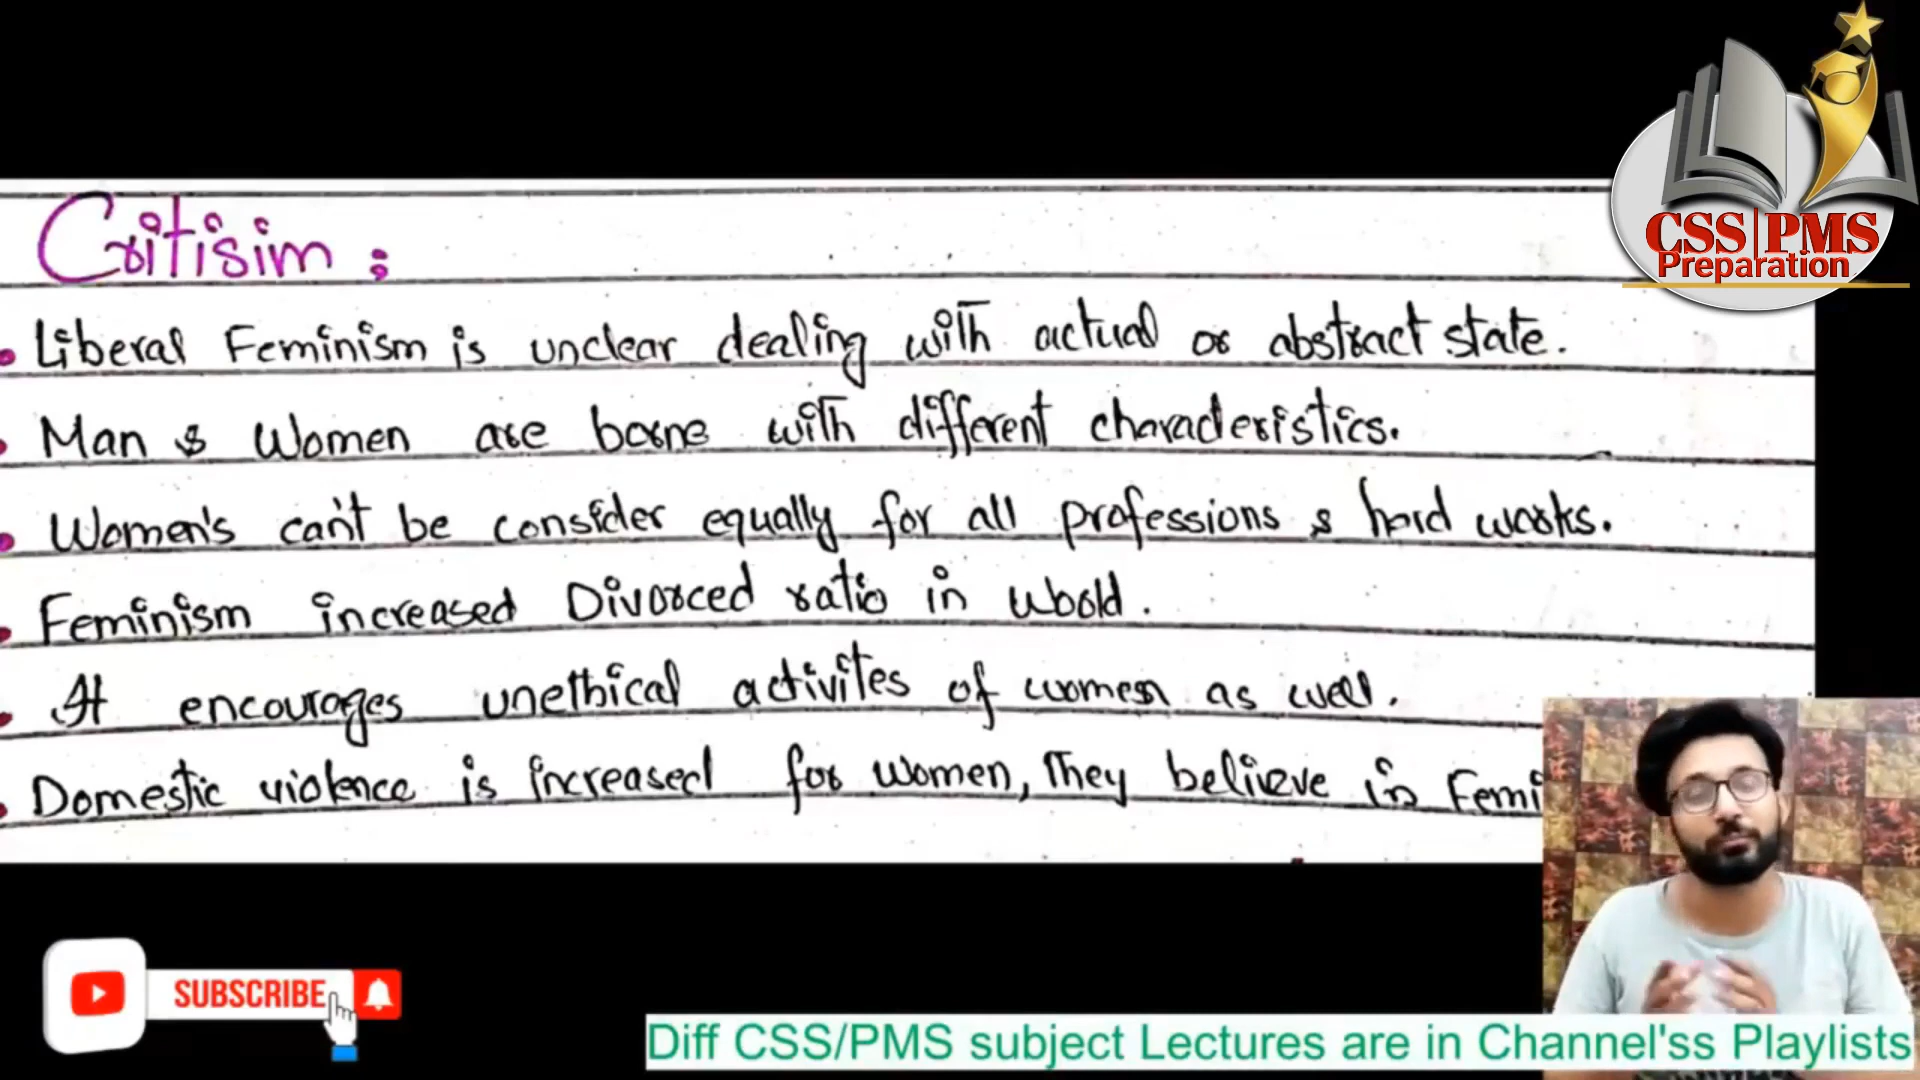 CSS|PMS
Preparation
Critisim :
Liberal Feminism is unclear dealing with actual or abstract state.
Man & Women are borne with different characteristics.
Women's can't be consider equally for all professions & hard works.
Feminism increased Divorced ratio in World.
It encourages unethical activites of women as well.
Domestic violence is increased for women, They believe in Femi
SUBSCRIBE
Diff CSS/PMS subject Lectures are in Channel'ss Playlists